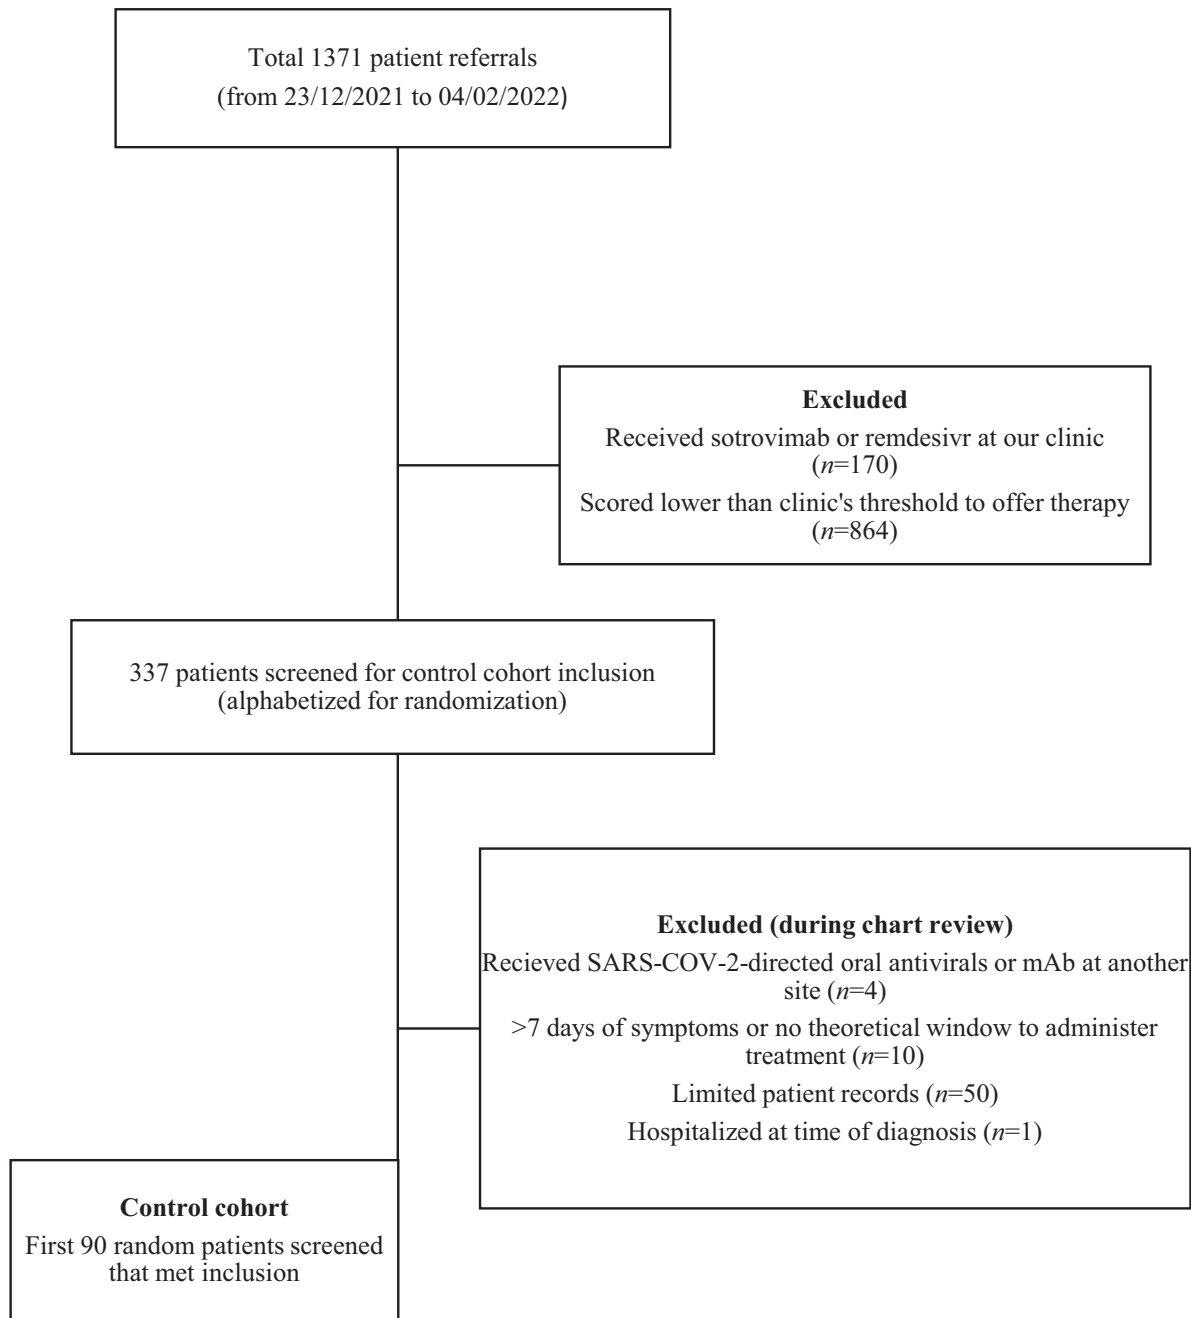 Total 1371 patient referrals
(from 23/12/2021 to 04/02/2022)
Excluded
Received sotrovimab or remdesivr at our clinic
(n=170)
Scored lower than clinic's threshold to offer therapy
(n=864)
337 patients screened for control cohort inclusion
(alphabetized for randomization)
Excluded (during chart review)
Recieved SARS-COV-2-directed oral antivirals or mAb at another
site (n=4)
>7 days of symptoms or no theoretical window to administer
treatment (n=10)
Limited patient records (n=50)
Hospitalized at time of diagnosis (n=1)
Control cohort
First 90 random patients screened
that met inclusion